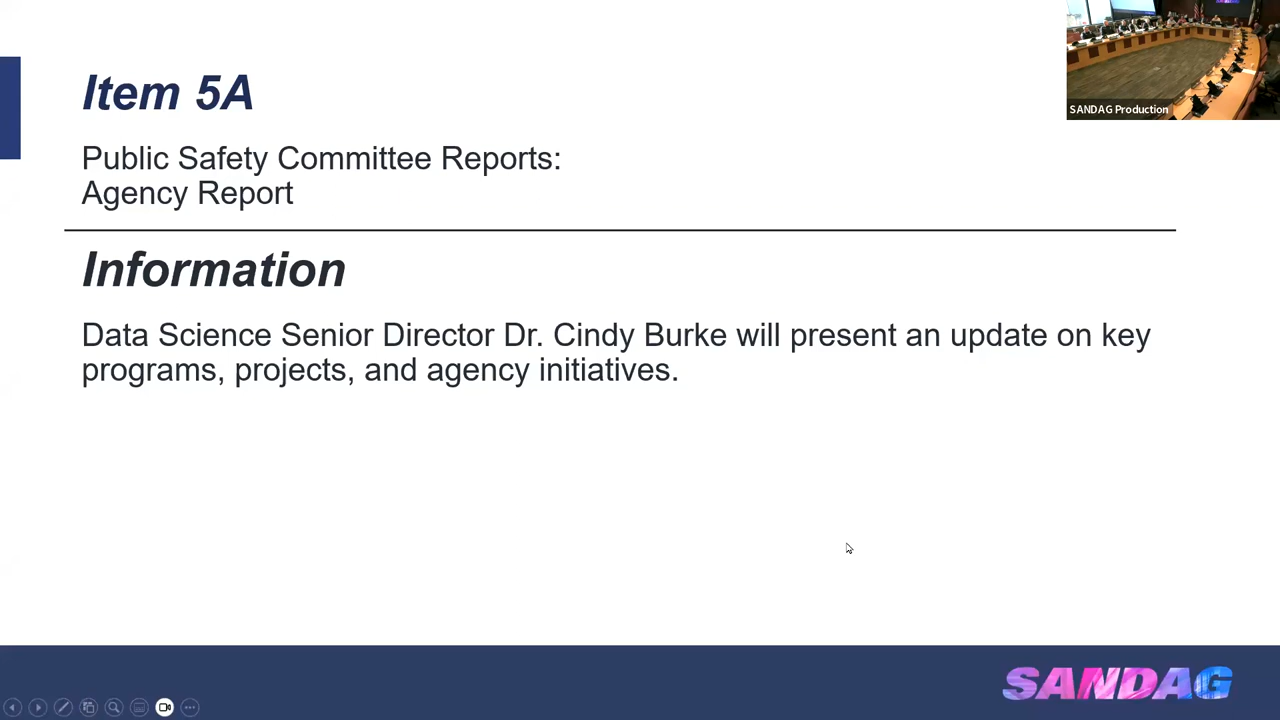 Item 5A
Public Safety Committee Reports:
Agency Report
Information
Data Science Senior Director Dr. Cindy Burke will present an update on key
programs, projects, and agency initiatives.
SANDAG Production
SANDAG